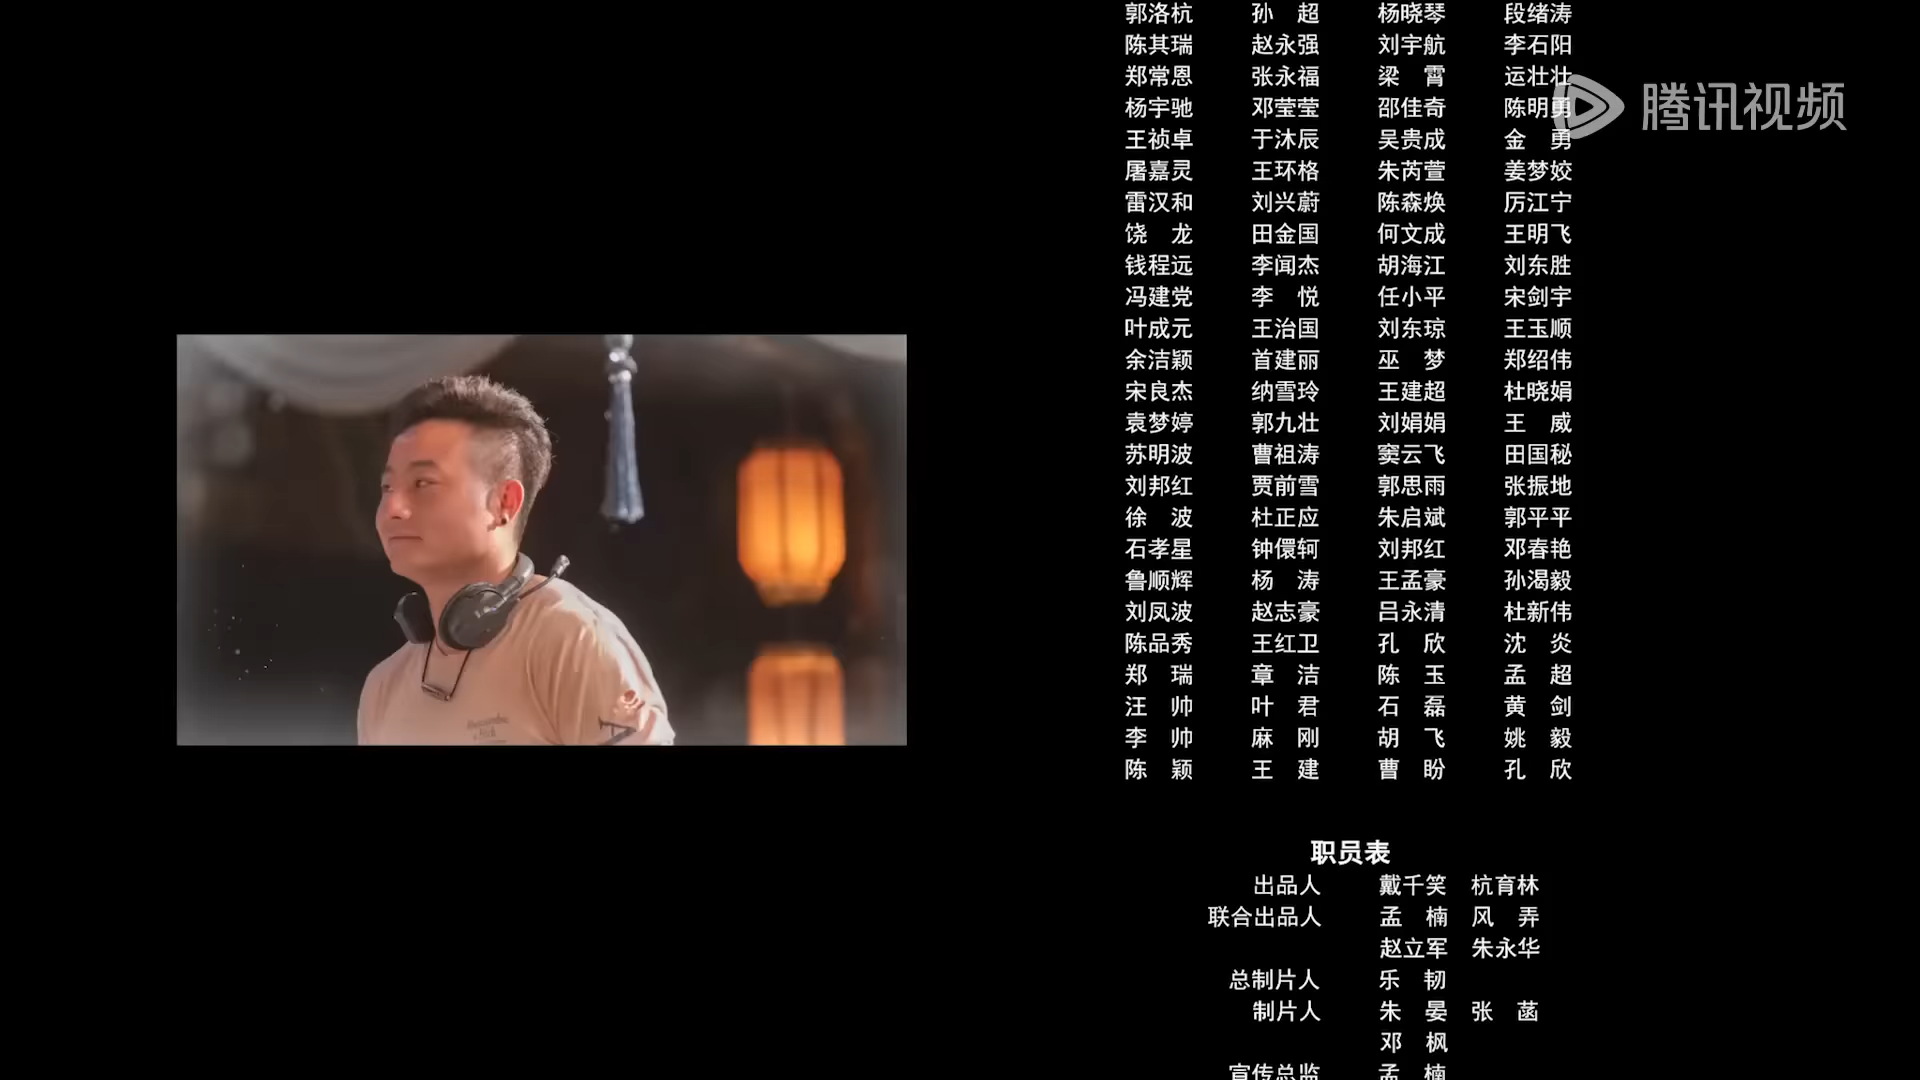 郭洛杭 孙 超 杨晓琴 段绪涛
陈其瑞 赵永强 刘宇航 李石阳
郑常恩 张永福 梁 霄 运壮壮
腾讯视频
杨宇驰 邓莹莹 邵佳奇 陈明勇
王祯卓 于沐辰 吴贵成 金 勇
屠嘉灵 王环格 朱芮萱 姜梦姣
雷汉和 刘兴蔚 陈森焕 厉江宁
饶 龙 田金国 何文成 王明飞
钱程远 李闻杰 胡海江 刘东胜
冯建党 李 悦 任小平 宋剑宇
叶成元 王治国 刘东琼 王玉顺
余洁颖 首建丽 巫 梦 郑绍伟
宋良杰 纳雪玲 王建超 杜晓娟
袁梦婷 郭九壮 刘娟娟 王 威
苏明波 曹祖涛 窦云飞 田国秘
刘邦红 贾前雪 郭思雨 张振地
徐 波 杜正应 朱启斌 郭平平
石孝星 钟儇轲 刘邦红 邓春艳
鲁顺辉 杨 涛 王孟豪 孙渴毅
刘凤波 赵志豪 吕永清 杜新伟
陈品秀 王红卫 孔 欣 沈 炎
郑 瑞 章 洁 陈 玉 孟 超
汪 帅 叶 君 石 磊 黄 剑
李 帅 麻 刚 胡 飞 姚 毅
陈 颖 王 建 曹 盼 孔 欣
职员表
出品人 戴千笑 杭育林
联合出品人 孟 楠 风 弄
赵立军 朱永华
总制片人 乐 韧
制片人 朱 晏 张 菡
邓 枫
宣传总监 孟 楠